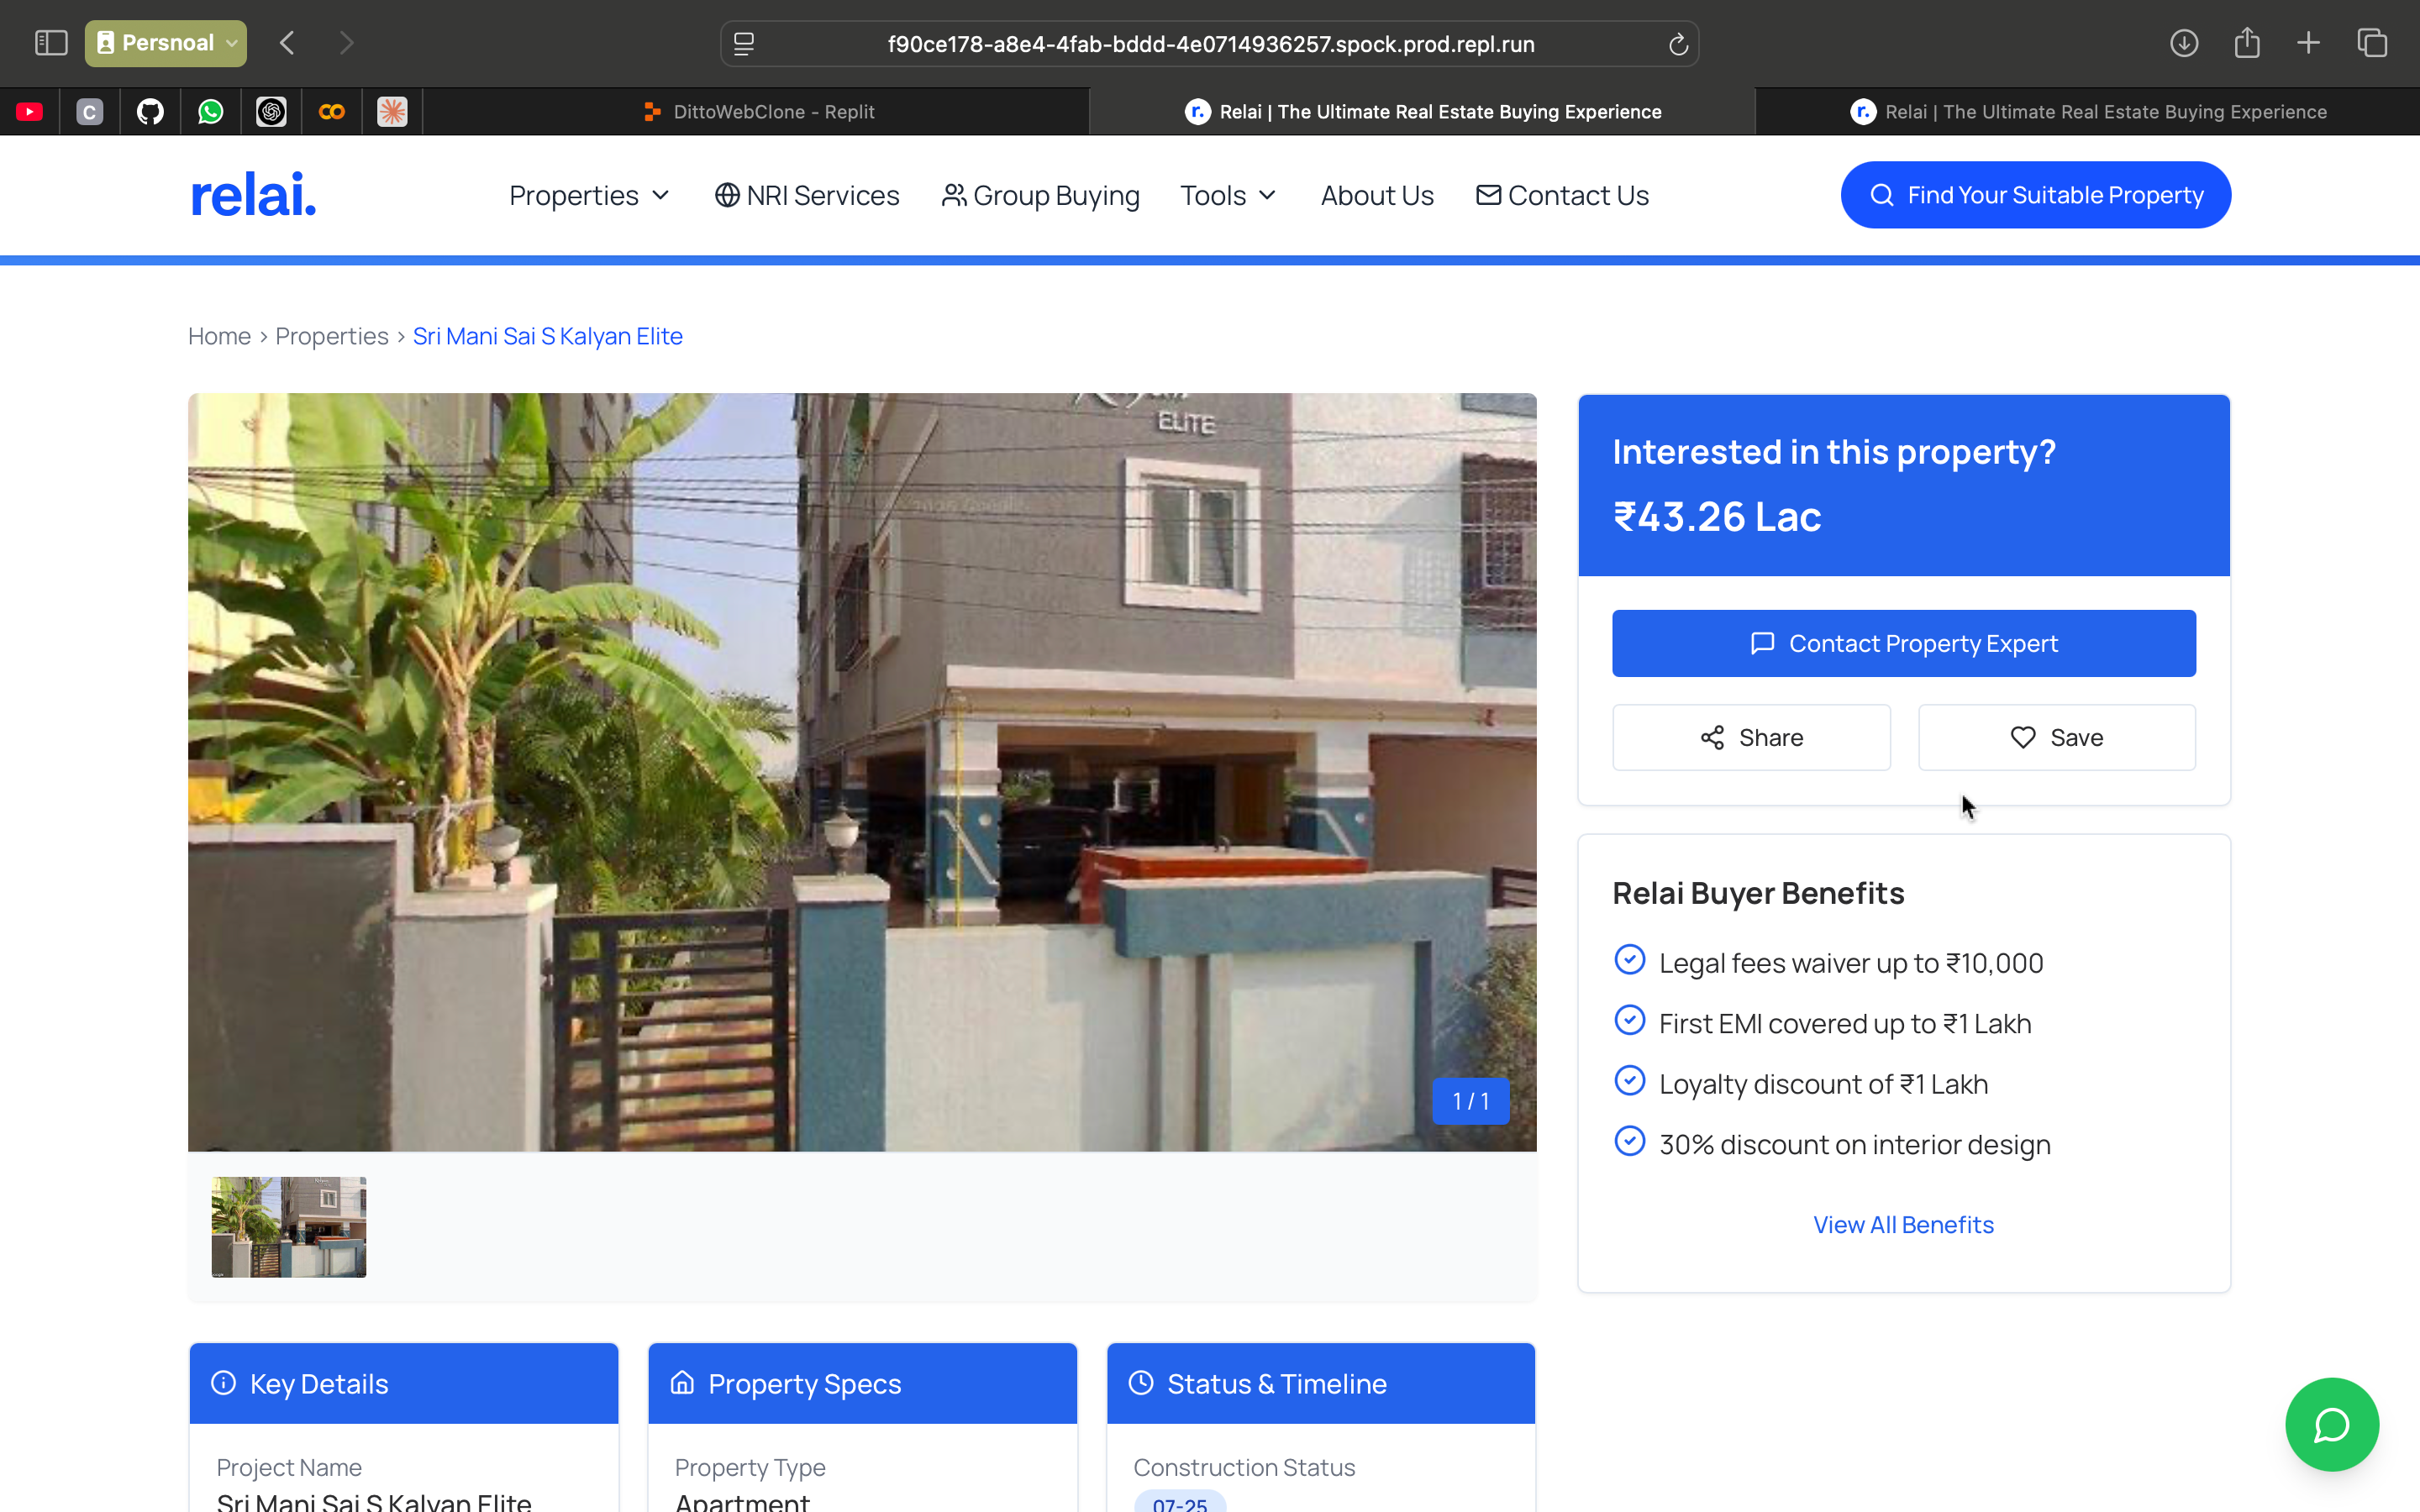 Persnoal
f90ce178-a8e4-4fab-bddd-4e0714936257.spock.prod.repl.run
C
DittoWebClone - Replit
r. Relai | The Ultimate Real Estate Buying Experience
r. Relai | The Ultimate Real Estate Buying Experience
relai.
Properties
NRI Services
Group Buying
Tools
About Us
Contact Us
Find Your Suitable Property
Home > Properties > Sri Mani Sai S Kalyan Elite
ELITE
1 / 1
Interested in this property?
₹43.26 Lac
Contact Property Expert
Share
Save
Relai Buyer Benefits
Legal fees waiver up to ₹10,000
First EMI covered up to ₹1 Lakh
Loyalty discount of ₹1 Lakh
30% discount on interior design
View All Benefits
Key Details
Project Name
Sri Mani Sai S Kalyan Elite
Property Specs
Property Type
Apartment
Status & Timeline
Construction Status
07-25